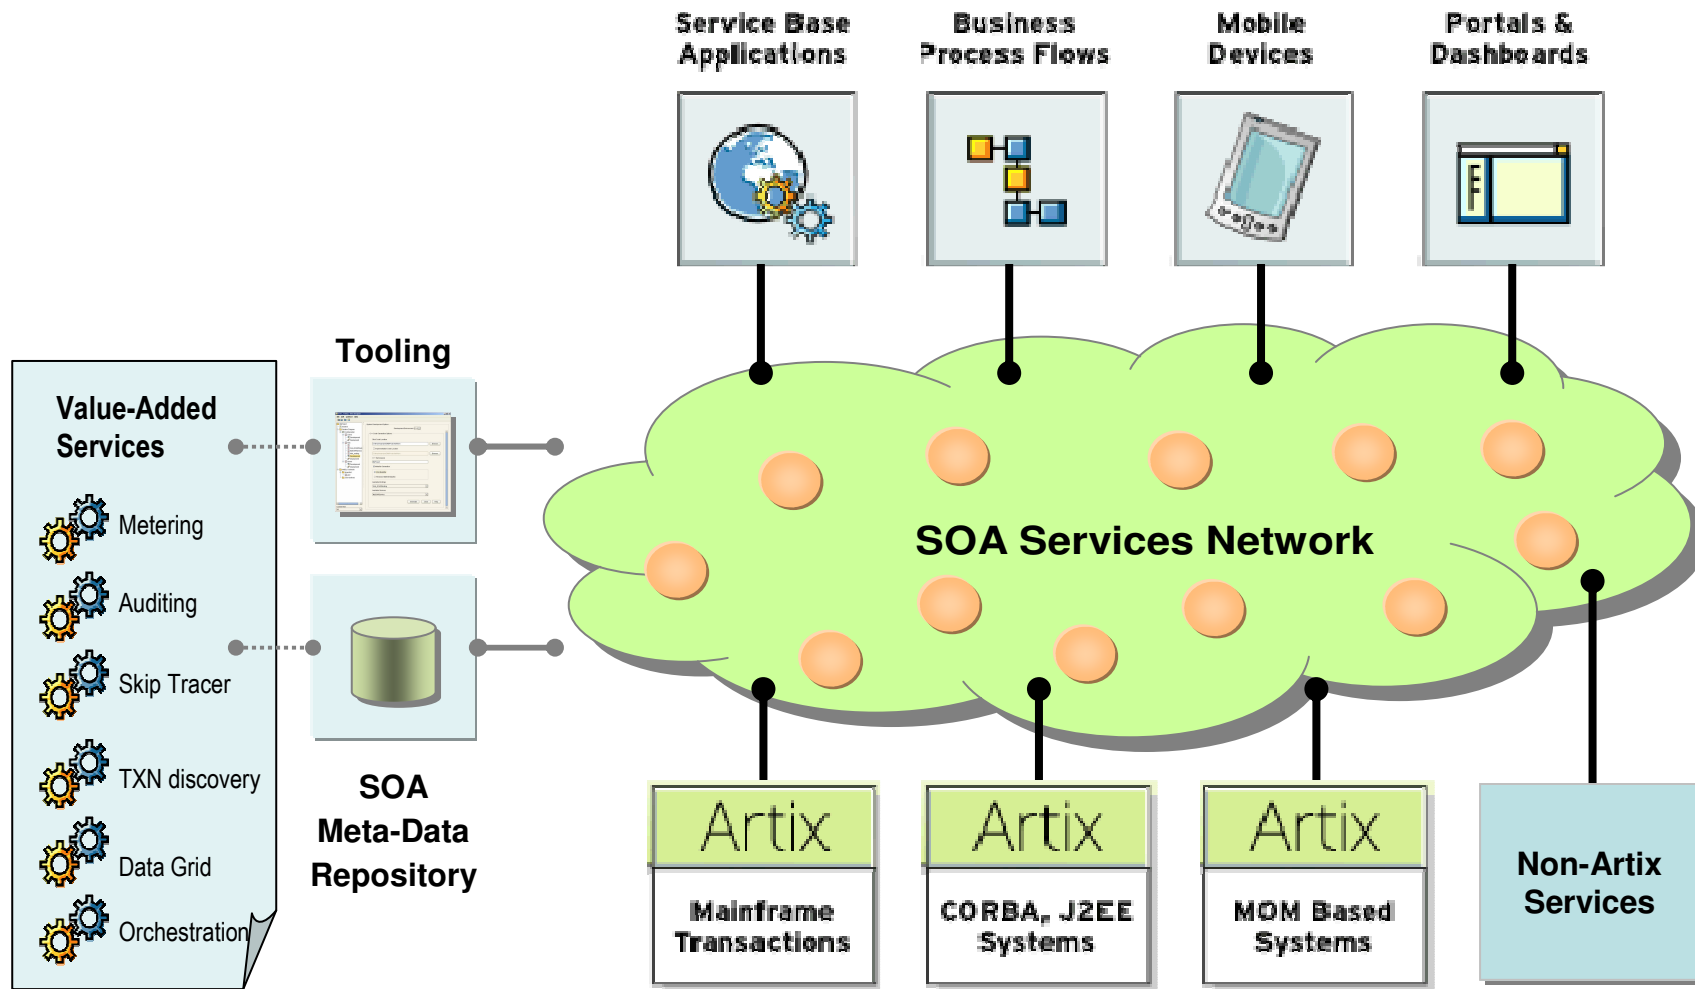 Service Base
Applications
Business
Process Flows
Mobile
Devices
Portals &
Dashboards
Tooling
Value-Added
Services
Metering
Auditing
Skip Tracer
TXN discovery
Data Grid
Orchestration
SOA
Meta-Data
Repository
SOA Services Network
Artix
Mainframe
Transactions
Artix
CORBA, J2EE
Systems
Artix
MOM Based
Systems
Non-Artix
Services